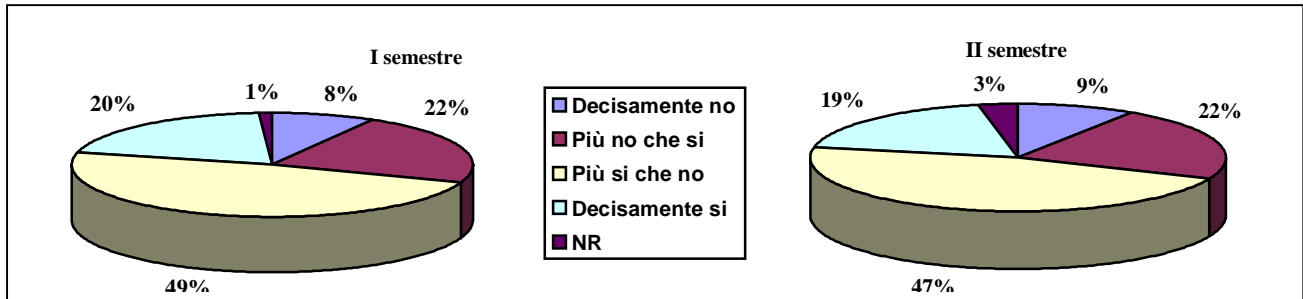 I semestre
1%
8%
20%
22%
49%
Decisamente no
Più no che si
Più si che no
Decisamente si
NR
II semestre
3%
9%
19%
22%
47%